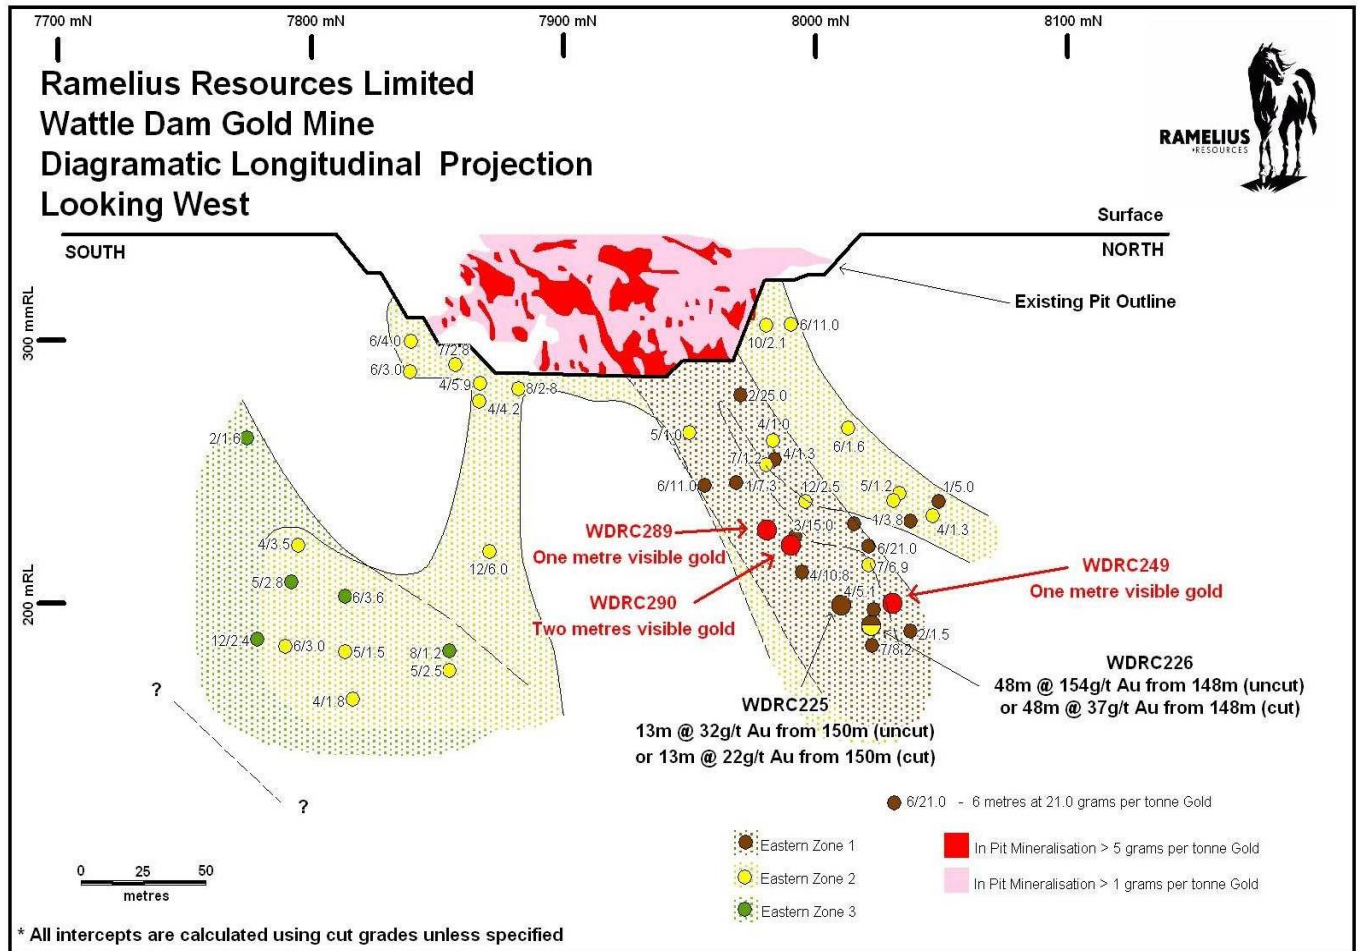 7700 mN 7800 mN 7900 mN 8000 mN 8100 mN
Ramelius Resources Limited
Wattle Dam Gold Mine
Diagramatic Longitudinal Projection
Looking West
RAMELIUS
RESOURCES
Surface
SOUTH
NORTH
Existing Pit Outline
300 mmRL
200 mRL
6/4.0
7/2.8
6/3.0
4/5.9
8/2.8
4/4.2
10/2.1
6/11.0
2/25.0
2/1.6
5/1.0
4/1.0
6/1.6
7/1.2
4/1.3
6/11.0
1/7.3
12/2.5
5/1.2
1/5.0
1/3.8
4/1.3
3/15.0
4/3.5
12/6.0
6/21.0
7/6.9
4/10.8
5/2.8
6/3.6
4/5.1
12/2.4
6/3.0
5/1.5
8/1.2
5/2.5
2/1.5
7/8.2
4/1.8
WDRC289
One metre visible gold
WDRC290
Two metres visible gold
WDRC249
One metre visible gold
WDRC226
48m @ 154g/t Au from 148m (uncut)
or 48m @ 37g/t Au from 148m (cut)
WDRC225
13m @ 32g/t Au from 150m (uncut)
or 13m @ 22g/t Au from 150m (cut)
?
?
6/21.0 - 6 metres at 21.0 grams per tonne Gold
Eastern Zone 1
Eastern Zone 2
Eastern Zone 3
In Pit Mineralisation > 5 grams per tonne Gold
In Pit Mineralisation > 1 grams per tonne Gold
0 25 50
metres
* All intercepts are calculated using cut grades unless specified